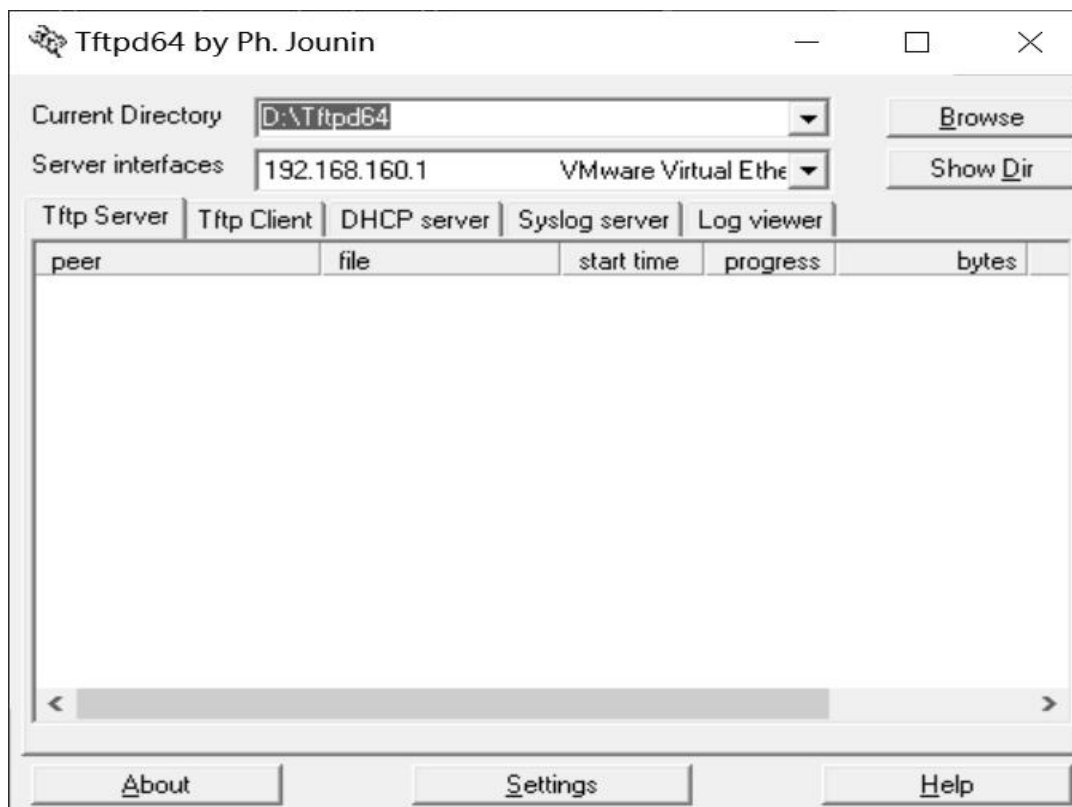 Tftpd64 by Ph. Jounin
Current Directory D:\Tftpd64 Browse
Server interfaces 192.168.160.1 VMware Virtual Ethe Show Dir
Tftp Server Tftp Client DHCP server Syslog server Log viewer
peer file start time progress bytes
About Settings Help